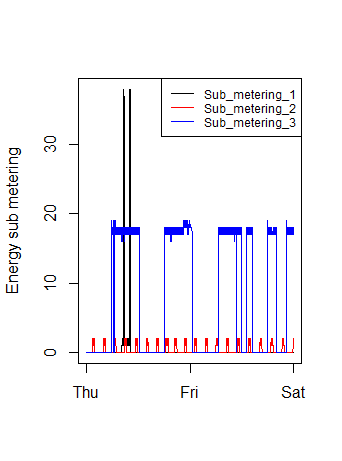 Sub_metering_1
Sub_metering_2
Sub_metering_3
Energy sub metering
30
20
10
0
Thu Fri Sat